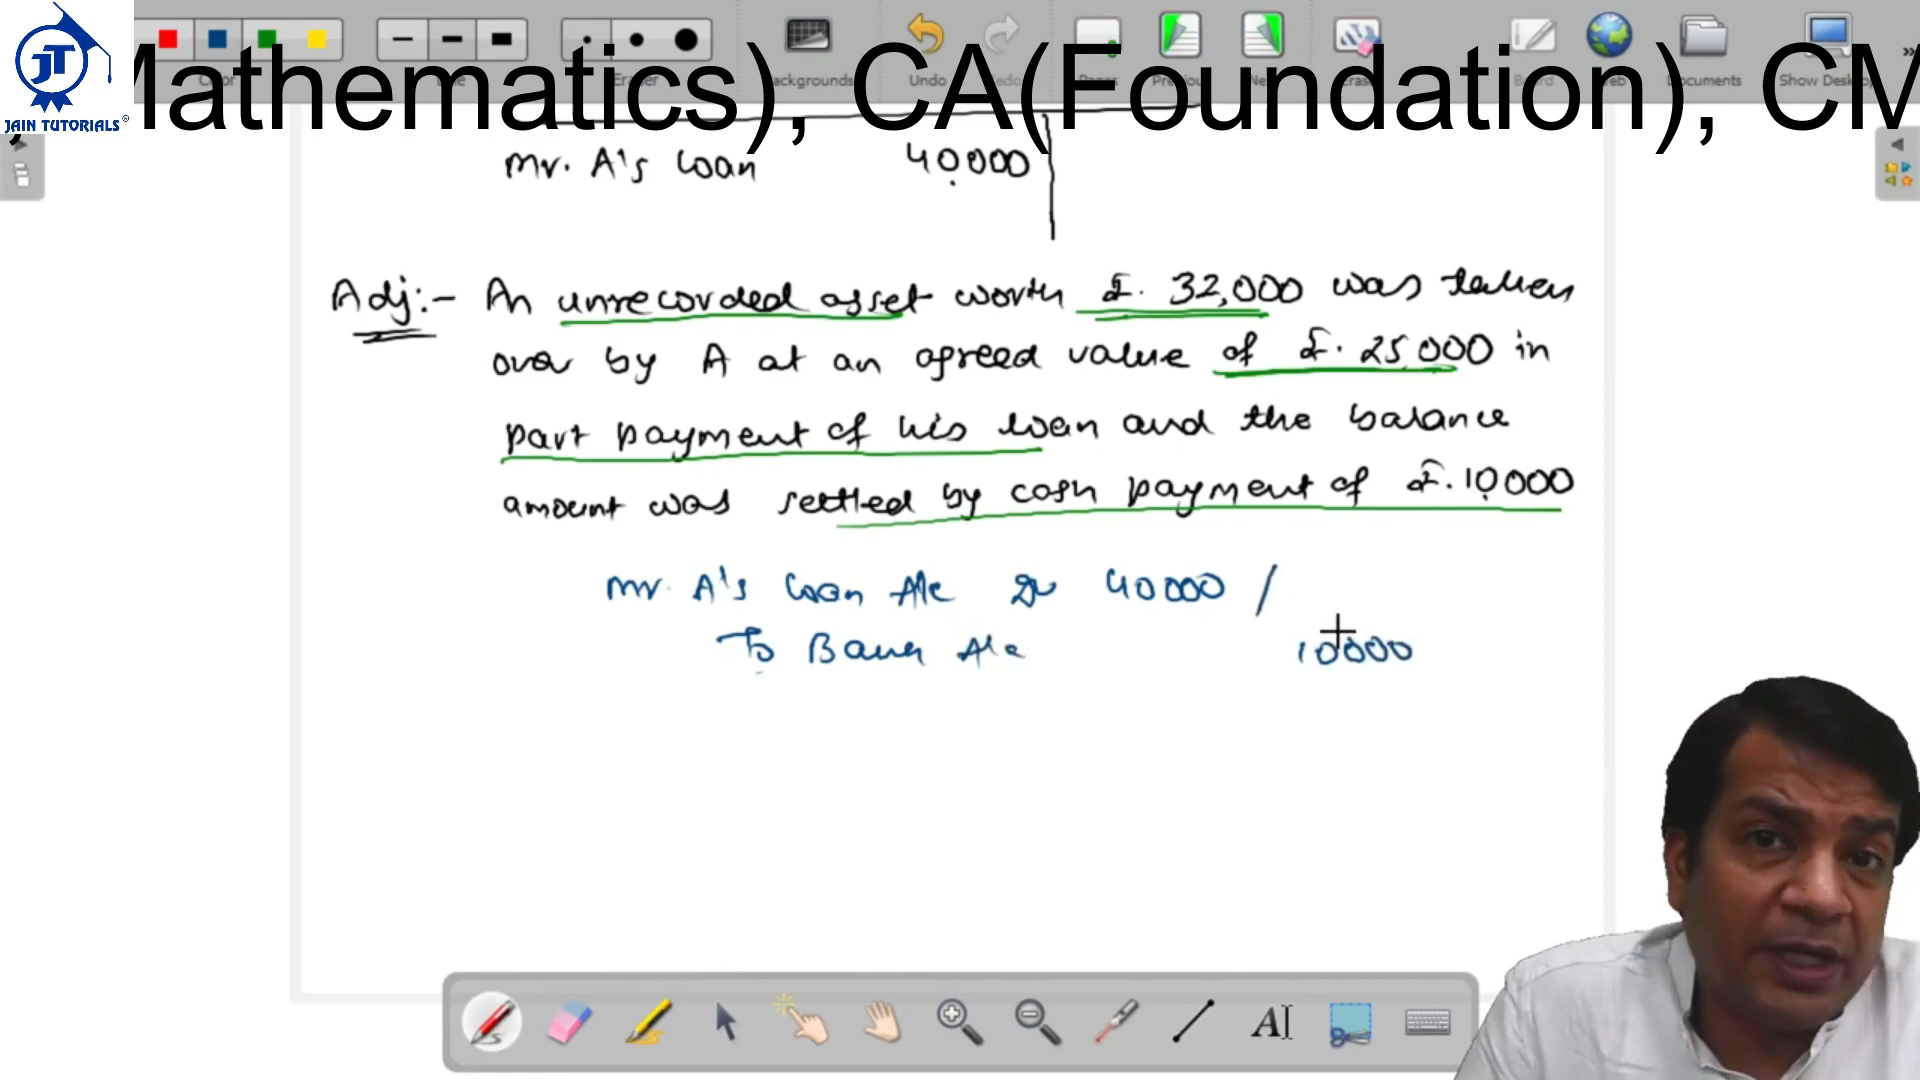 Mathematics), CA(Foundation), CM
JT
JAIN TUTORIALS®
Undo
Documents
Mr. A's Loan 40,000
Adj:- An unrecorded asset worth ₹. 32,000 was taken
over by A at an agreed value of ₹. 25,000 in
part payment of his loan and the balance
amount was settled by cash payment of ₹. 10,000
Mr. A's Loan A/c Dr 40000 /
To Bank A/c 10000
AI